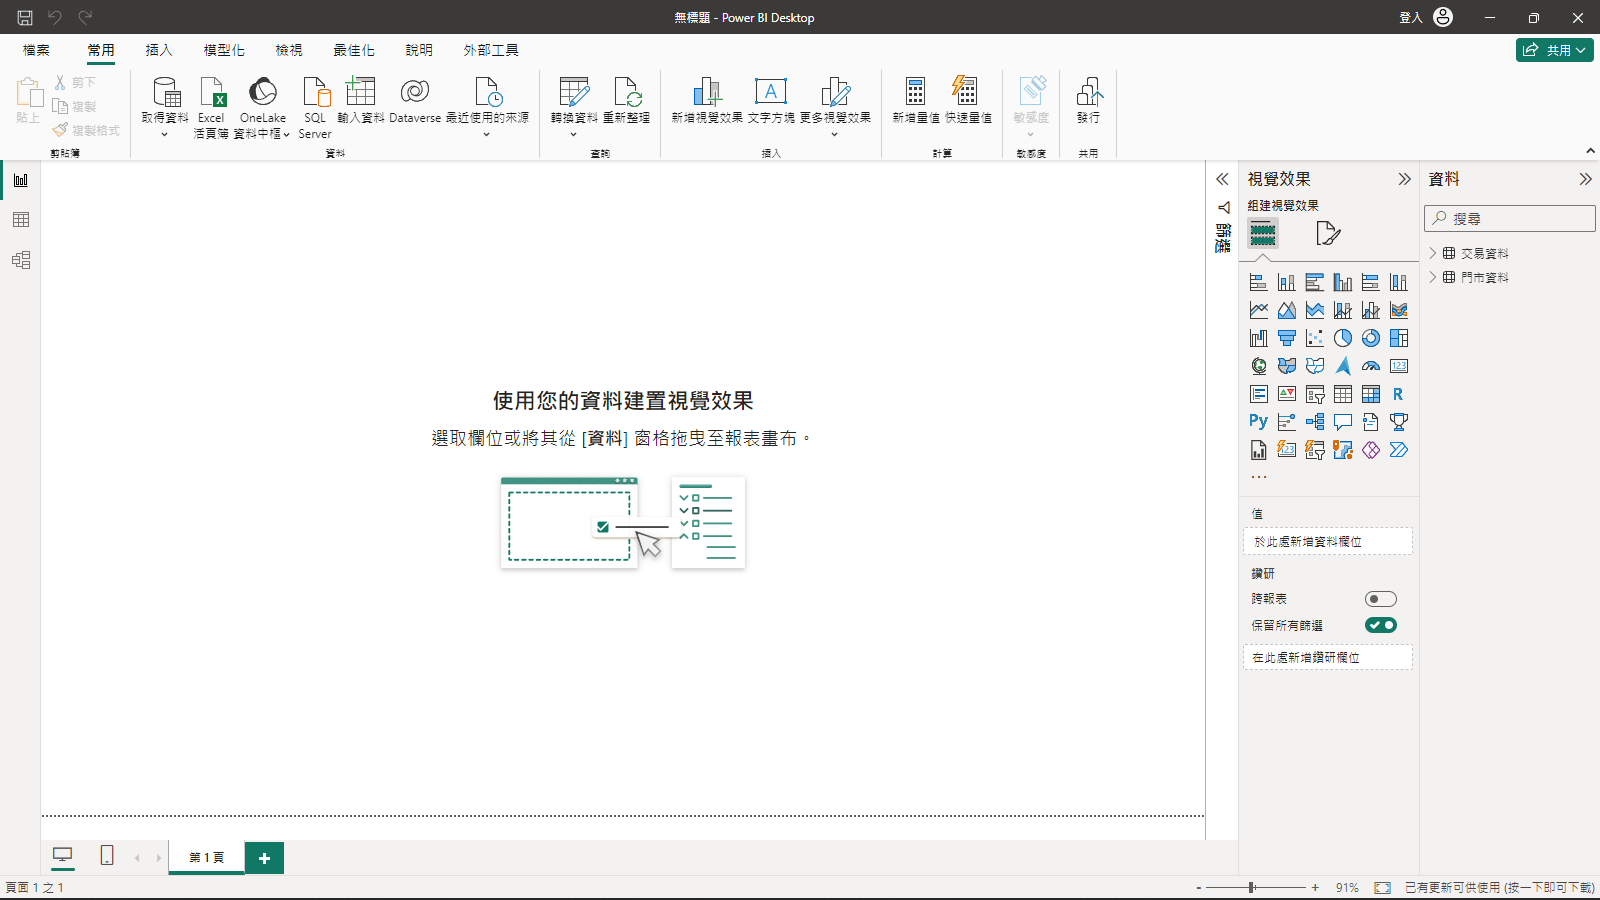 無標題 - Power BI Desktop
登入
檔案 常用 插入 模型化 檢視 最佳化 說明 外部工具
共用
貼上
剪下
複製
複製格式
剪貼簿
取得資料
Excel
活頁簿
OneLake
資料中樞
SQL
Server
輸入資料
Dataverse
最近使用的來源
資料
轉換資料
重新整理
查詢
新增視覺效果
文字方塊
更多視覺效果
插入
新增量值
快速量值
計算
敏感度
敏感度
發行
共用
使用您的資料建置視覺效果
選取欄位或將其從 [資料] 窗格拖曳至報表畫布。
篩選
視覺效果
組建視覺效果
值
於此處新增資料欄位
鑽研
跨報表
保留所有篩選
在此處新增鑽研欄位
資料
搜尋
交易資料
門市資料
第 1 頁
頁面 1 之 1
- + 91%
已有更新可供使用 (按一下即可下載)